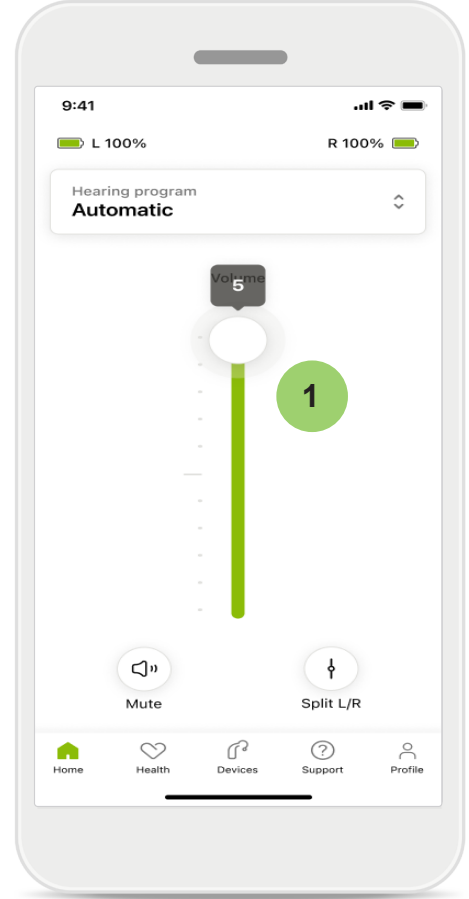 9:41
L 100%
R 100%
Hearing program
Automatic
Volume
5
1
Mute
Split L/R
Home
Health
Devices
Support
Profile